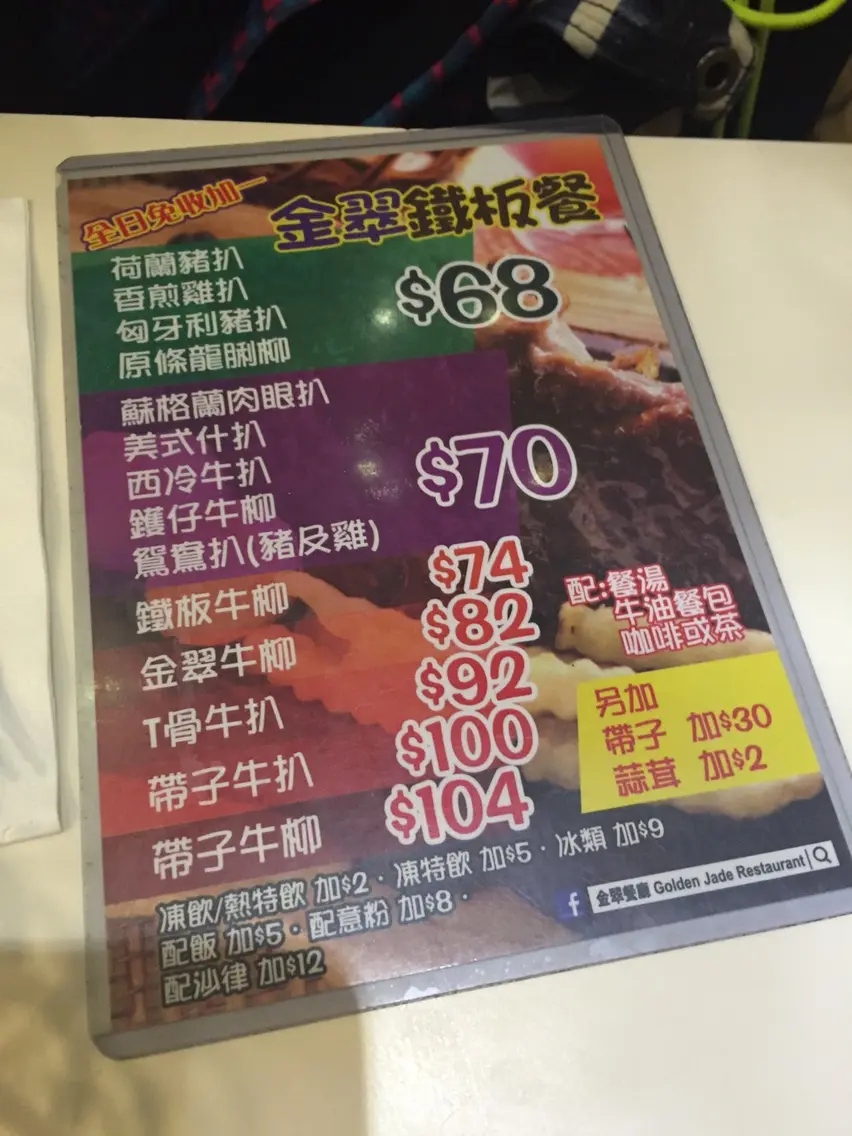 全日免收加一
金翠鐵板餐
荷蘭豬扒
香煎雞扒
匈牙利豬扒
原條龍脷柳
$68
蘇格蘭肉眼扒
美式什扒
西冷牛扒
鑊仔牛柳
鴛鴦扒(豬及雞)
$70
鐵板牛柳 $74
金翠牛柳 $82
T骨牛扒 $92
帶子牛扒 $100
帶子牛柳 $104
配:餐湯
牛油餐包
咖啡或茶
另加
帶子 加$30
蒜茸 加$2
凍飲/熱特飲 加$2·凍特飲 加$5·冰類 加$9
配飯 加$5·配意粉 加$8·
配沙律 加$12
f 金翠餐廳 Golden Jade Restaurant